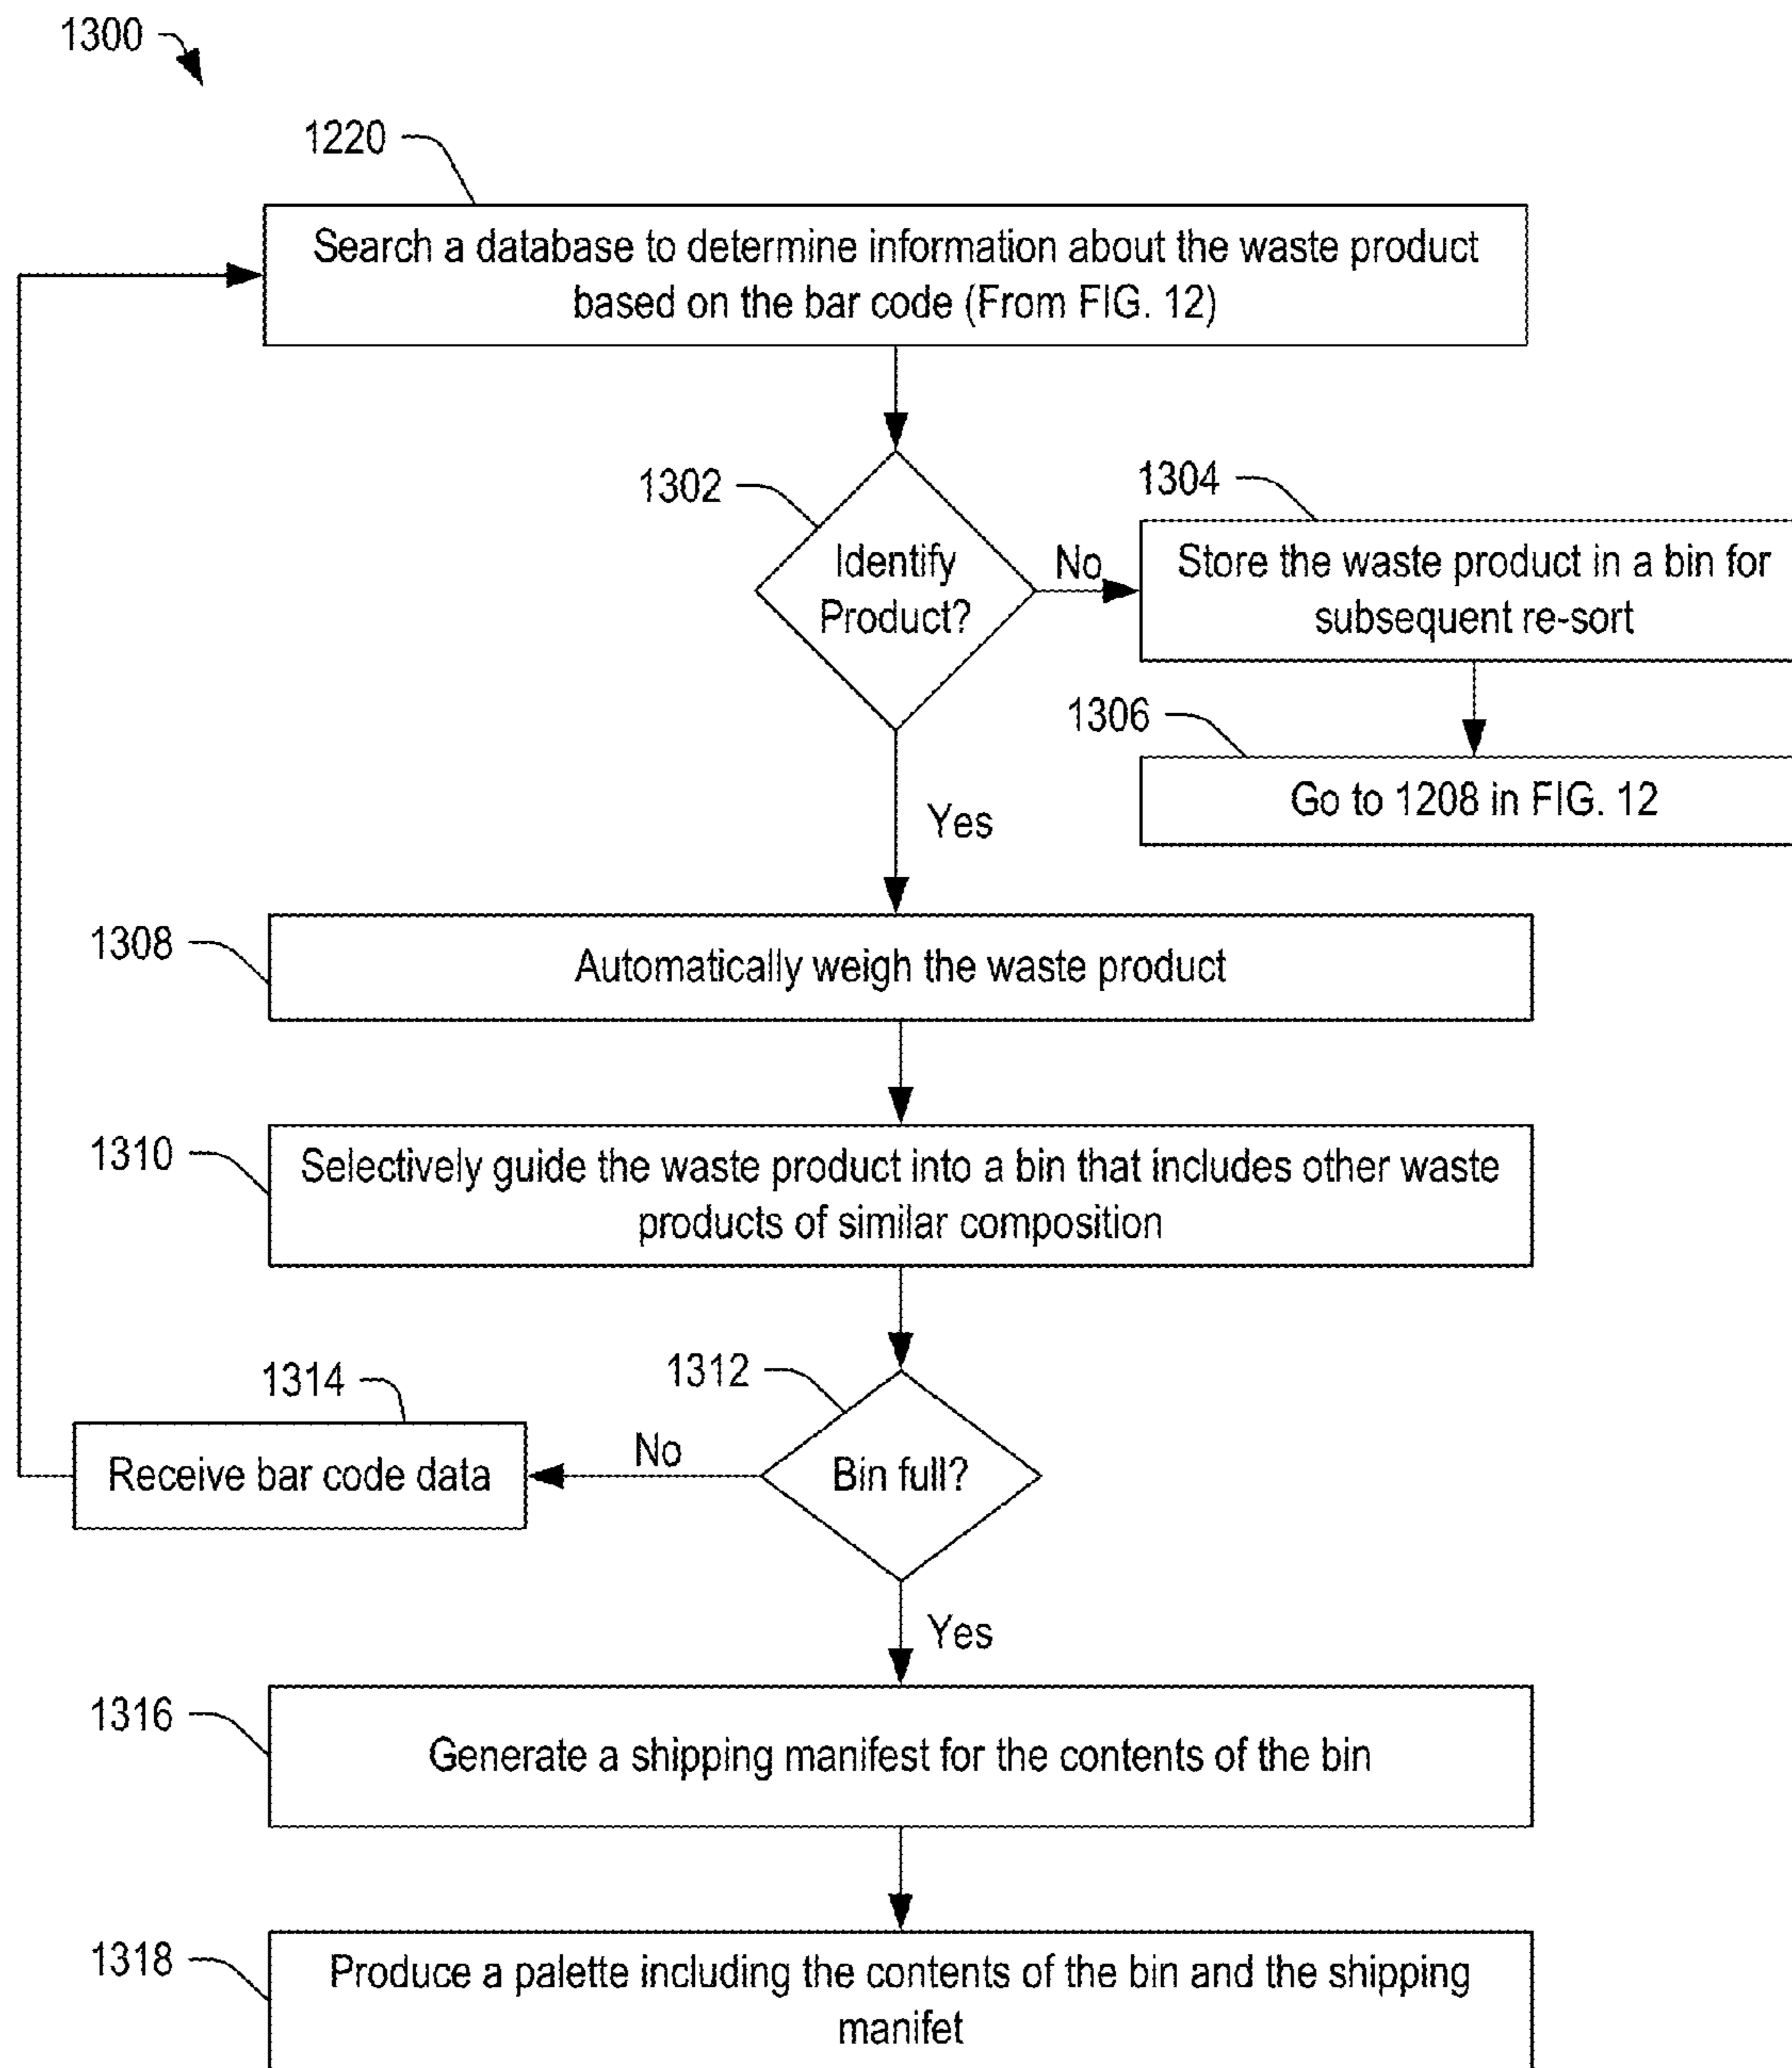 1300
1220
Search a database to determine information about the waste product
based on the bar code (From FIG. 12)
1302
Identify
Product?
No
1304
Store the waste product in a bin for
subsequent re-sort
1306
Go to 1208 in FIG. 12
Yes
1308
Automatically weigh the waste product
1310
Selectively guide the waste product into a bin that includes other waste
products of similar composition
1312
Bin full?
No
1314
Receive bar code data
Yes
1316
Generate a shipping manifest for the contents of the bin
1318
Produce a palette including the contents of the bin and the shipping
manifet